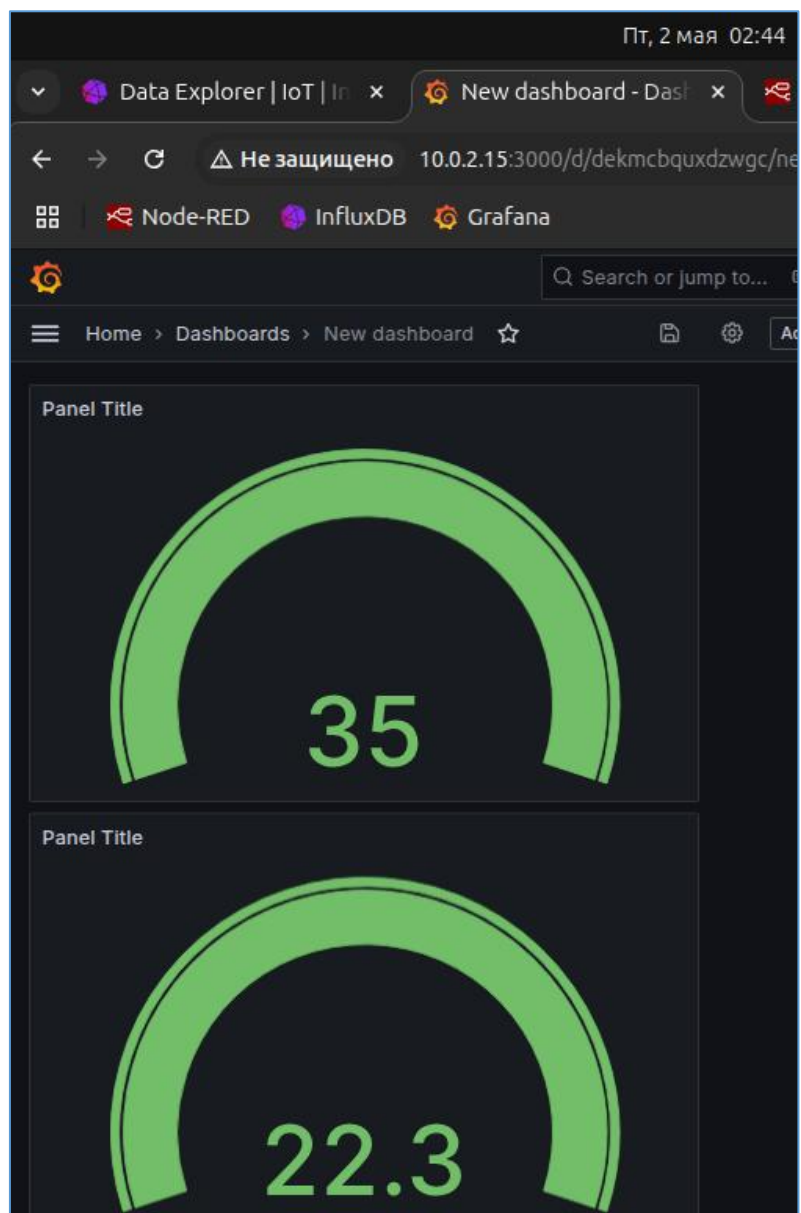 Пт, 2 мая 02:44
Data Explorer | IoT | In
New dashboard - Dash
Не защищено 10.0.2.15:3000/d/dekmcbquxdzwgc/ne
Node-RED InfluxDB Grafana
Search or jump to...
Home › Dashboards › New dashboard
Panel Title
35
Panel Title
22.3